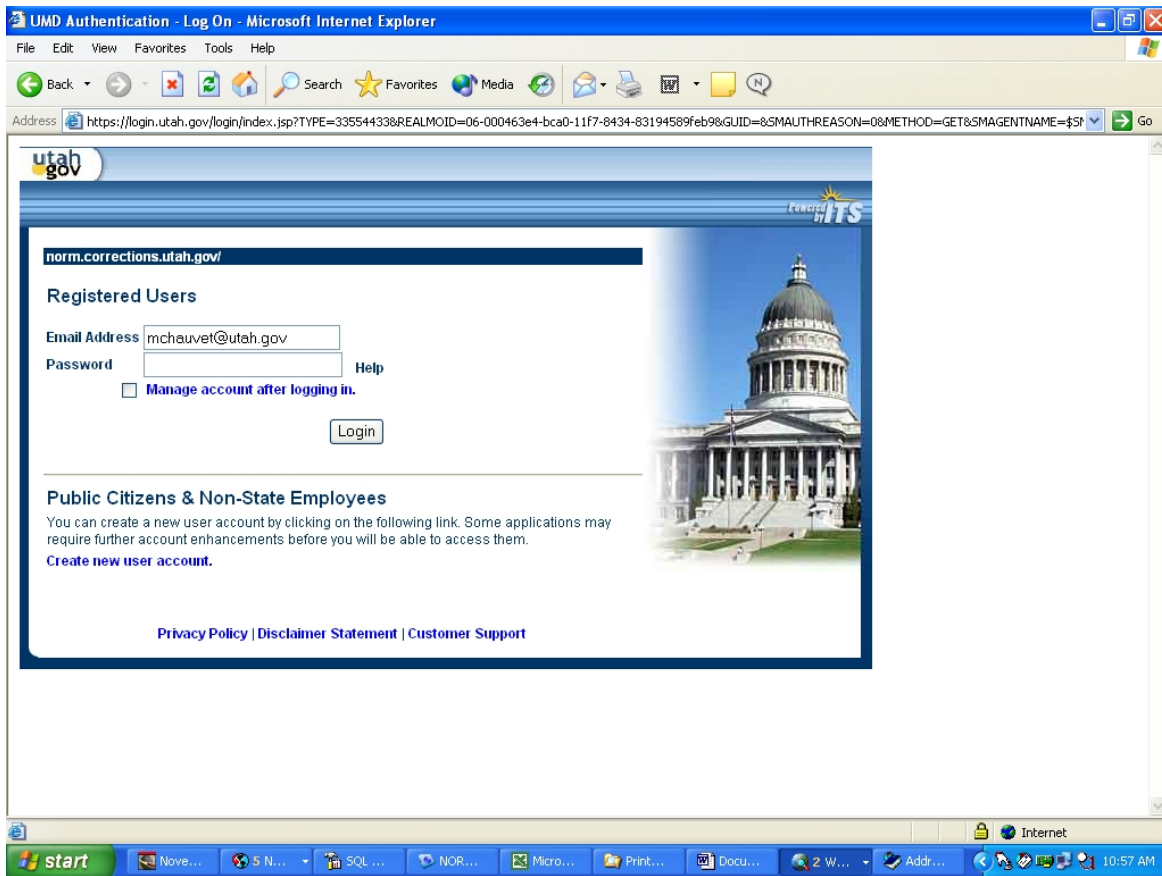 UMD Authentication - Log On - Microsoft Internet Explorer
File Edit View Favorites Tools Help
Back Search Favorites Media
Address https://login.utah.gov/login/index.jsp?TYPE=33554433&REALMOID=06-000463e4-bca0-11f7-8434-83194589feb9&GUID=&SMAUTHREASON=0&METHOD=GET&SMAGENTNAME=$SM Go
utah
gov
Powered
by ITS
norm.corrections.utah.gov/
Registered Users
Email Address mchauvet@utah.gov
Password Help
Manage account after logging in.
Login
Public Citizens & Non-State Employees
You can create a new user account by clicking on the following link. Some applications may
require further account enhancements before you will be able to access them.
Create new user account.
Privacy Policy | Disclaimer Statement | Customer Support
Internet
start Nove... 5 N... SQL ... NOR... Micro... Print... Docu... 2 W... Addr... 10:57 AM